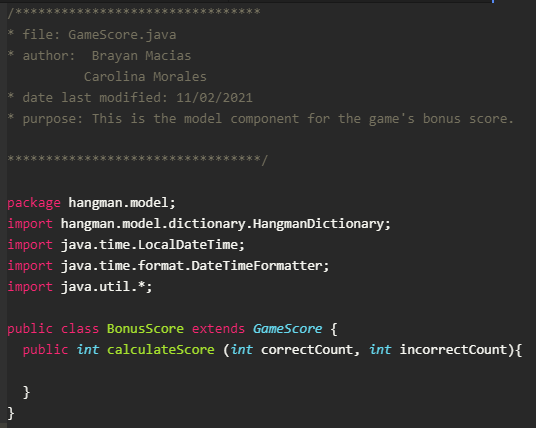 /********************************
* file: GameScore.java
* author:  Brayan Macias
          Carolina Morales
* date last modified: 11/02/2021
* purpose: This is the model component for the game's bonus score.
*********************************/
package hangman.model;
import hangman.model.dictionary.HangmanDictionary;
import java.time.LocalDateTime;
import java.time.format.DateTimeFormatter;
import java.util.*;
public class BonusScore extends GameScore {
  public int calculateScore (int correctCount, int incorrectCount){
  }
}